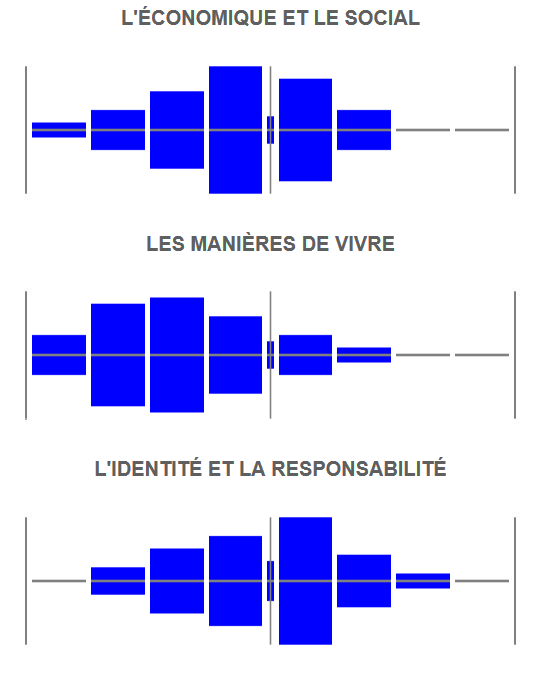 L'ÉCONOMIQUE ET LE SOCIAL
LES MANIÈRES DE VIVRE
L'IDENTITÉ ET LA RESPONSABILITÉ